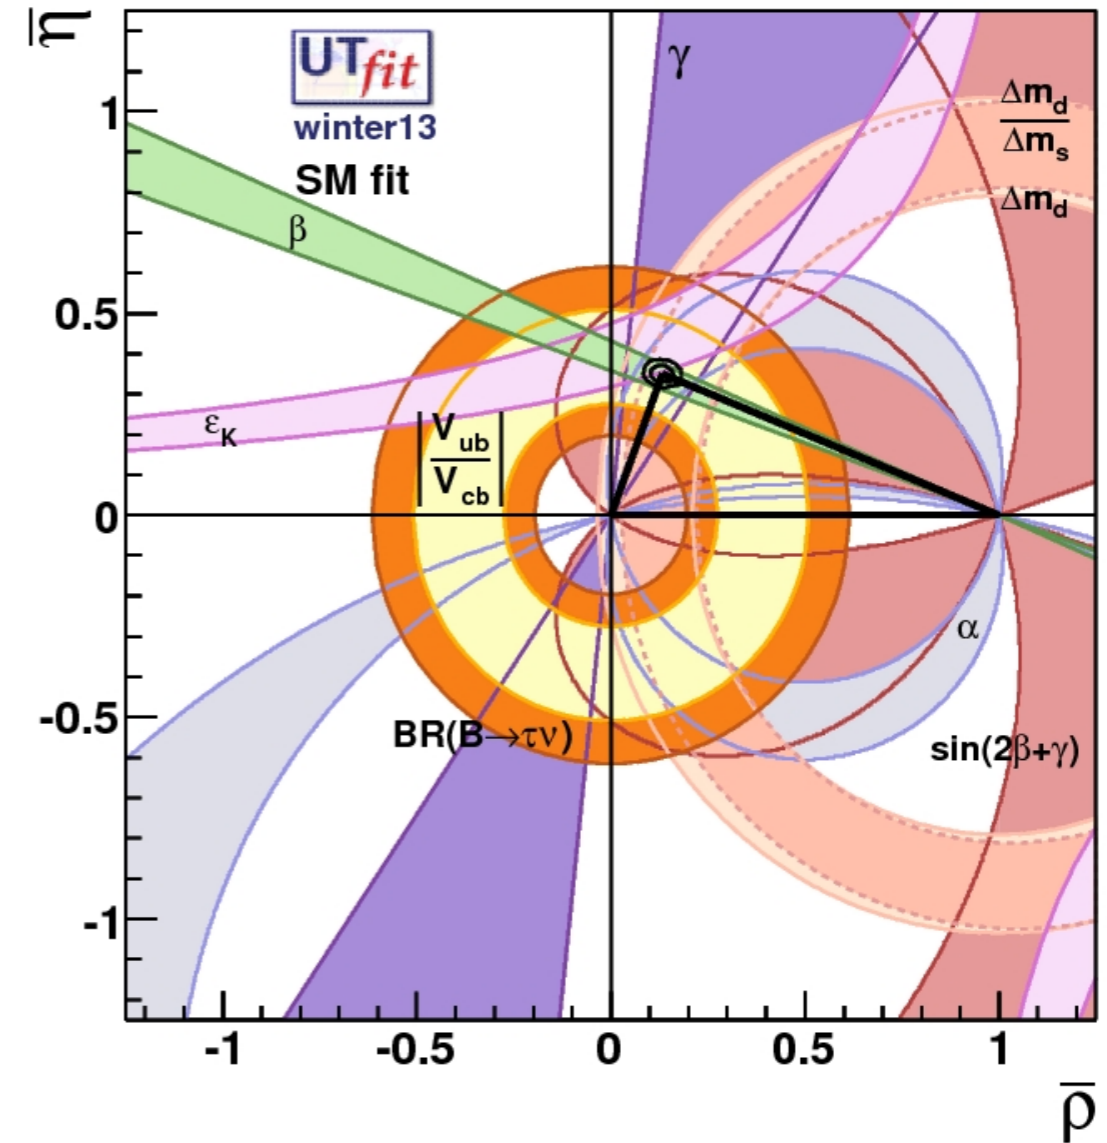 η̅
UTfit
winter13
SM fit
γ
Δm_d
Δm_s
Δm_d
β
ε_K
|V_ub
V_cb|
α
BR(B→τν)
sin(2β+γ)
1
0.5
0
-0.5
-1
-1 -0.5 0 0.5 1
ρ̅